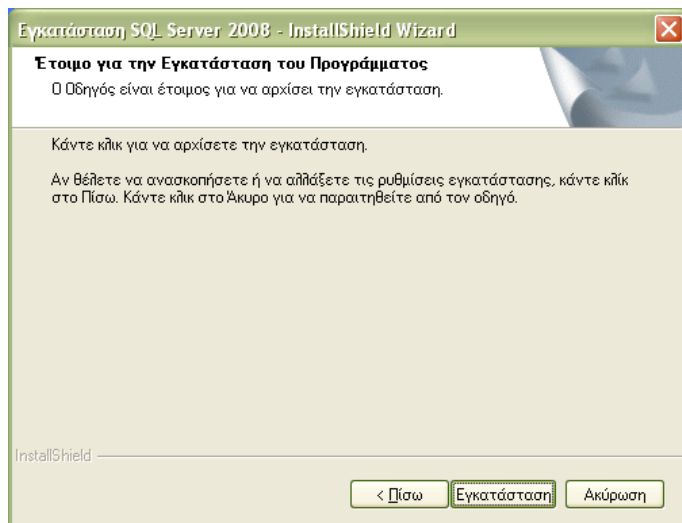 Εγκατάσταση SQL Server 2008 - InstallShield Wizard
Έτοιμο για την Εγκατάσταση του Προγράμματος
Ο Οδηγός είναι έτοιμος για να αρχίσει την εγκατάσταση.
Κάντε κλικ για να αρχίσετε την εγκατάσταση.
Αν θέλετε να ανασκοπήσετε ή να αλλάξετε τις ρυθμίσεις εγκατάστασης, κάντε κλίκ
στο Πίσω. Κάντε κλικ στο Άκυρο για να παραιτηθείτε από τον οδηγό.
InstallShield
< Πίσω Εγκατάσταση Ακύρωση